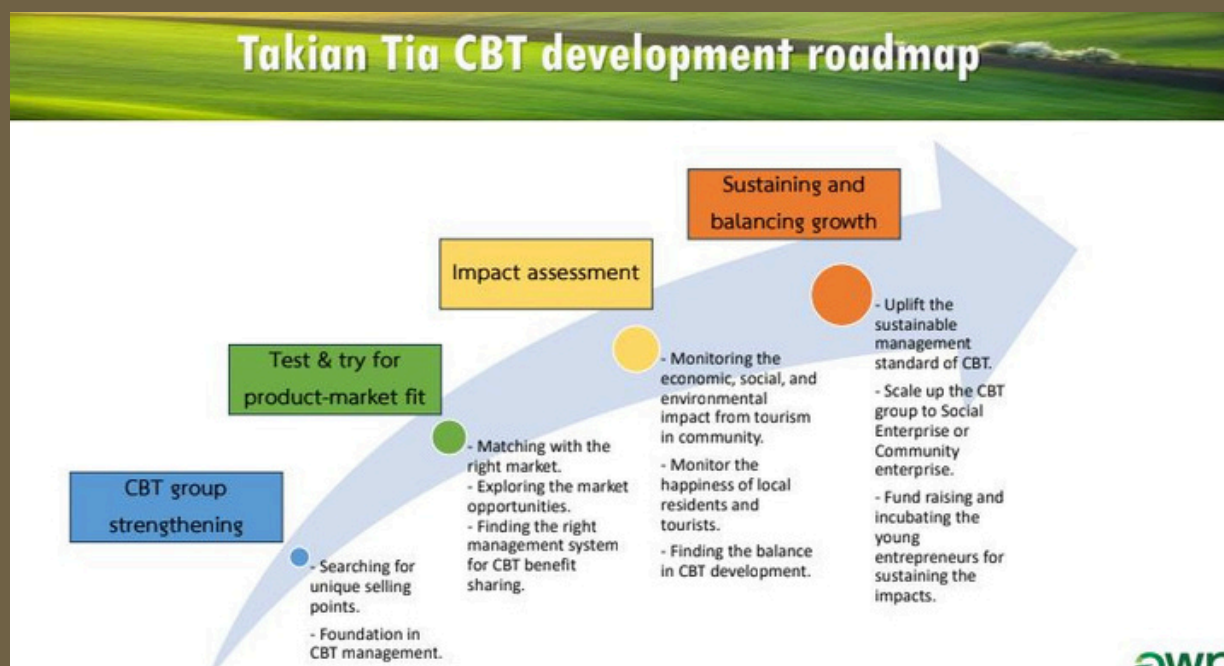 Takian Tia CBT development roadmap
Sustaining and
balancing growth
Impact assessment
Test & try for
product-market fit
CBT group
strengthening
- Searching for
unique selling
points.
- Foundation in
CBT management.
- Matching with the
right market.
- Exploring the market
opportunities.
- Finding the right
management system
for CBT benefit
sharing.
- Monitoring the
economic, social, and
environmental
impact from tourism
in community.
- Monitor the
happiness of local
residents and
tourists.
- Finding the balance
in CBT development.
- Uplift the
sustainable
management
standard of CBT.
- Scale up the CBT
group to Social
Enterprise or
Community
enterprise.
- Fund raising and
incubating the
young
entrepreneurs for
sustaining the
impacts.